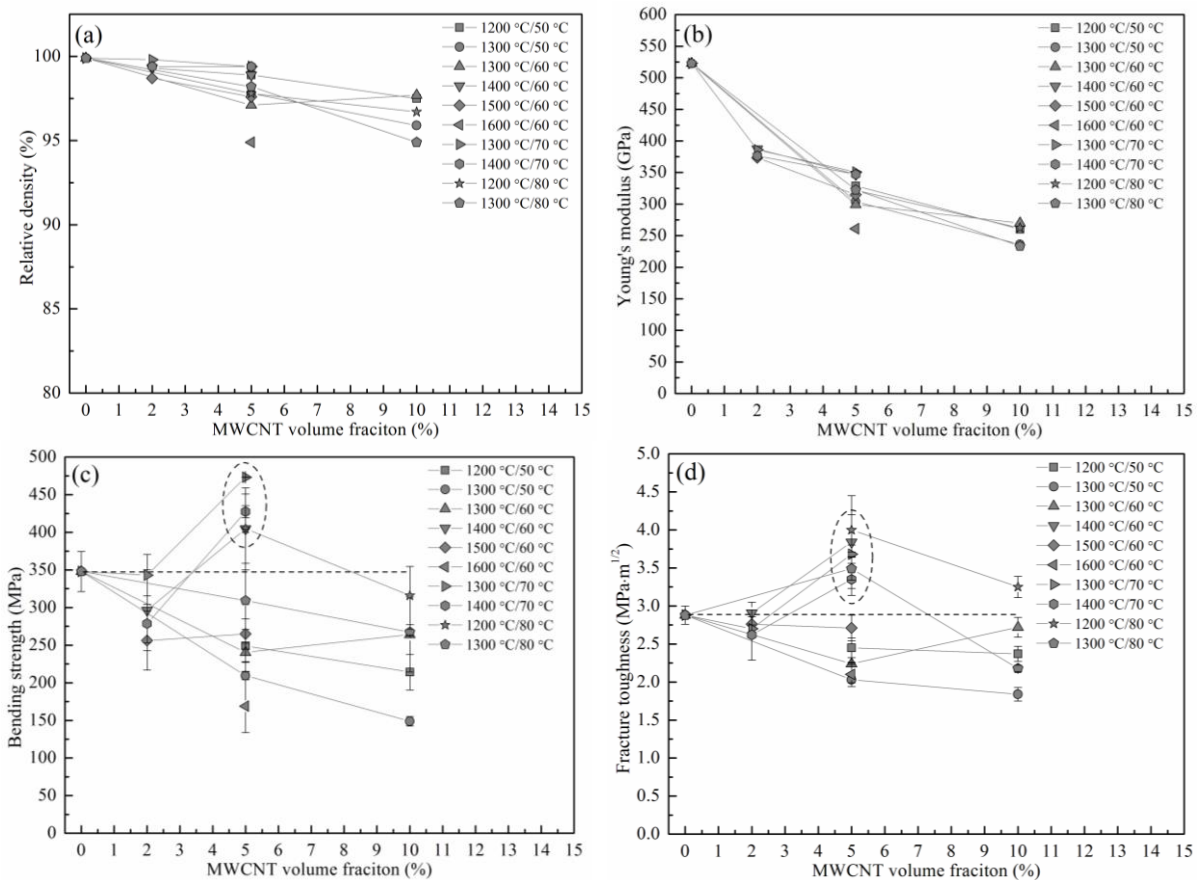 (a)
100
95
90
85
80
Relative density (%)
1200 °C/50 °C
1300 °C/50 °C
1300 °C/60 °C
1400 °C/60 °C
1500 °C/60 °C
1600 °C/60 °C
1300 °C/70 °C
1400 °C/70 °C
1200 °C/80 °C
1300 °C/80 °C
0 1 2 3 4 5 6 7 8 9 10 11 12 13 14 15
MWCNT volume fraciton (%)
(b)
600
550
500
450
400
350
300
250
200
150
100
50
0
Young's modulus (GPa)
1200 °C/50 °C
1300 °C/50 °C
1300 °C/60 °C
1400 °C/60 °C
1500 °C/60 °C
1600 °C/60 °C
1300 °C/70 °C
1400 °C/70 °C
1200 °C/80 °C
1300 °C/80 °C
0 1 2 3 4 5 6 7 8 9 10 11 12 13 14 15
MWCNT volume fraciton (%)
(c)
500
450
400
350
300
250
200
150
100
50
0
Bending strength (MPa)
1200 °C/50 °C
1300 °C/50 °C
1300 °C/60 °C
1400 °C/60 °C
1500 °C/60 °C
1600 °C/60 °C
1300 °C/70 °C
1400 °C/70 °C
1200 °C/80 °C
1300 °C/80 °C
0 1 2 3 4 5 6 7 8 9 10 11 12 13 14 15
MWCNT volume fraciton (%)
(d)
5.0
4.5
4.0
3.5
3.0
2.5
2.0
1.5
1.0
0.5
0.0
Fracture toughness (MPa·m1/2)
1200 °C/50 °C
1300 °C/50 °C
1300 °C/60 °C
1400 °C/60 °C
1500 °C/60 °C
1600 °C/60 °C
1300 °C/70 °C
1400 °C/70 °C
1200 °C/80 °C
1300 °C/80 °C
0 1 2 3 4 5 6 7 8 9 10 11 12 13 14 15
MWCNT volume fraciton (%)